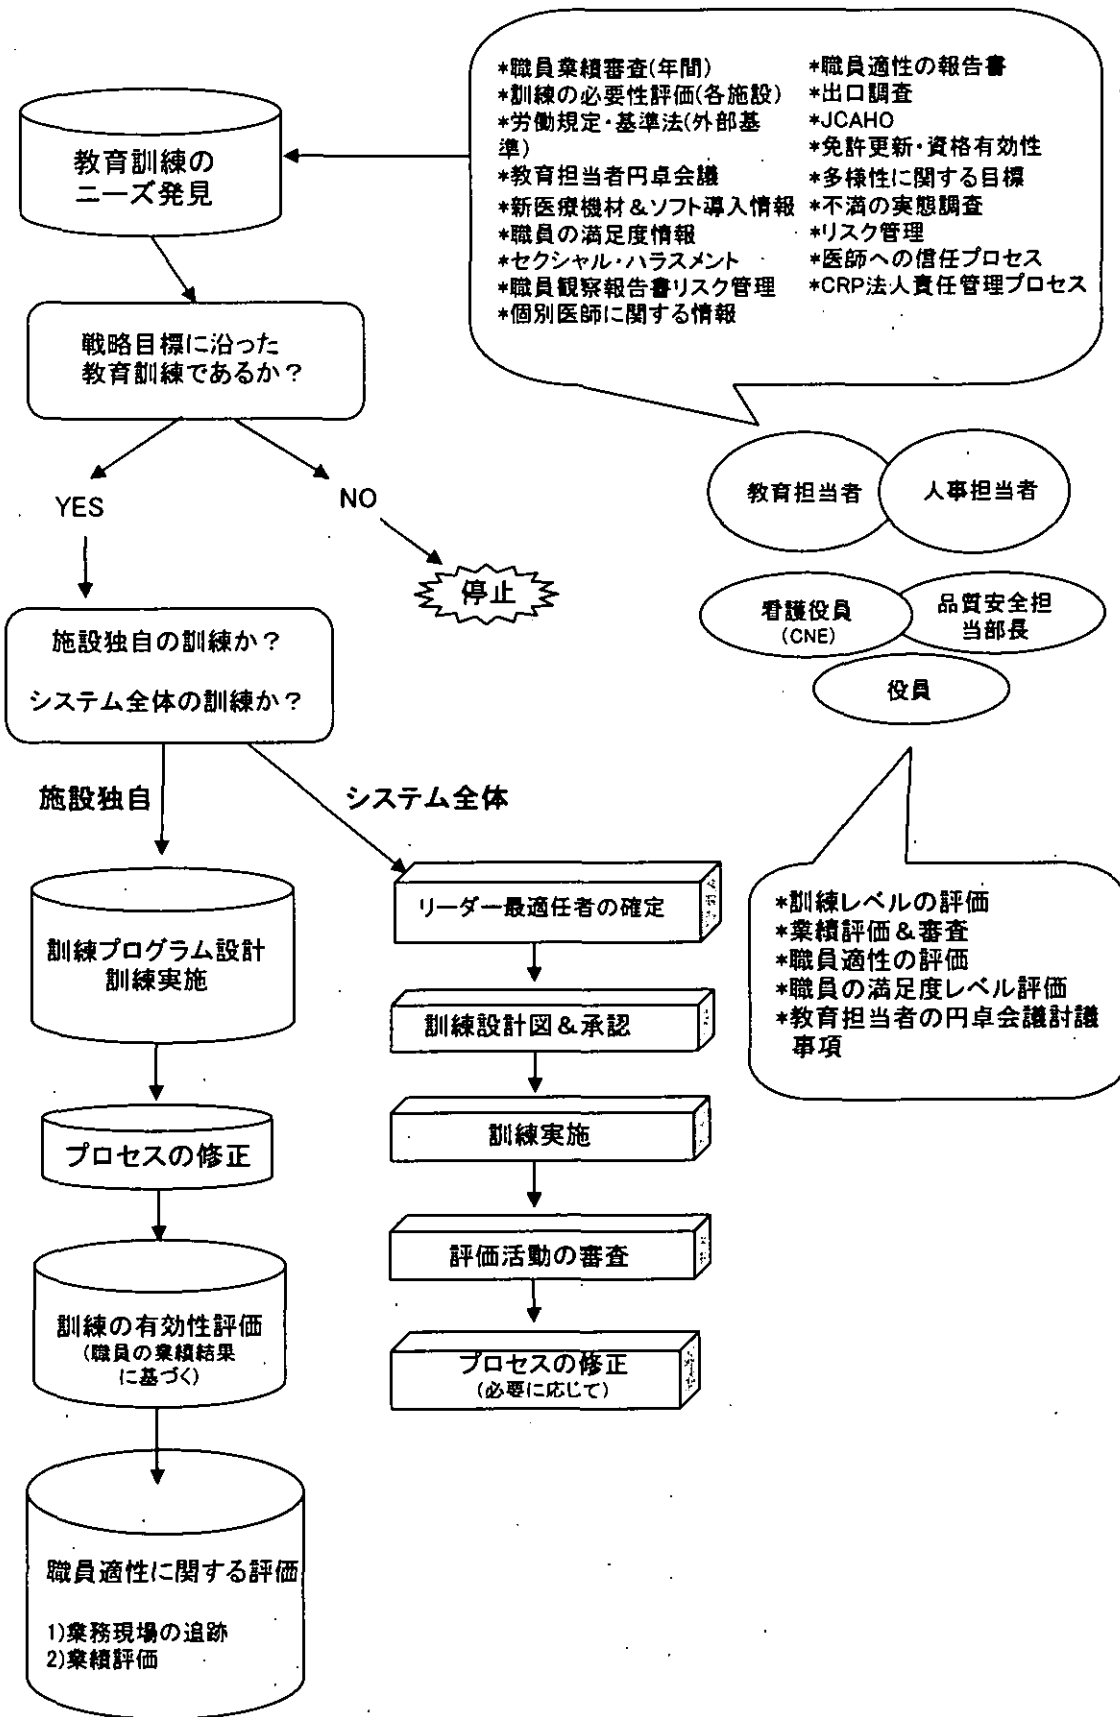 *職員業績審査(年間)
*訓練の必要性評価(各施設)
*労働規定・基準法(外部基
準)
*教育担当者円卓会議
*新医療機材&ソフト導入情報
*職員の満足度情報
*セクシャル・ハラスメント
*職員観察報告書リスク管理
*個別医師に関する情報
*職員適性の報告書
*出口調査
*JCAHO
*免許更新・資格有効性
*多様性に関する目標
*不満の実態調査
*リスク管理
*医師への信任プロセス
*CRP法人責任管理プロセス
教育訓練の
ニーズ発見
戦略目標に沿った
教育訓練であるか?
YES
NO
停止
教育担当者
人事担当者
看護役員
(CNE)
品質安全担
当部長
役員
施設独自の訓練か?
システム全体の訓練か?
施設独自
システム全体
訓練プログラム設計
訓練実施
プロセスの修正
訓練の有効性評価
(職員の業績結果
に基づく)
職員適性に関する評価
1)業務現場の追跡
2)業績評価
リーダー最適任者の確定
訓練設計図&承認
訓練実施
評価活動の審査
プロセスの修正
(必要に応じて)
*訓練レベルの評価
*業績評価&審査
*職員適性の評価
*職員の満足度レベル評価
*教育担当者の円卓会議討議
事項